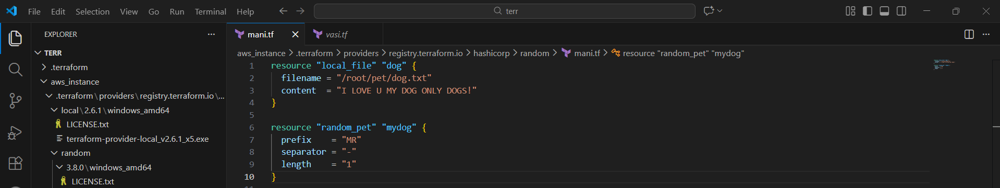 File Edit Selection View Go Run Terminal Help
terr
EXPLORER
mani.tf
vasi.tf
TERR
aws_instance > .terraform > providers > registry.terraform.io > hashicorp > random > mani.tf > resource "random_pet" "mydog"
.terraform
aws_instance
.terraform\providers\registry.terraform.io\...
local\2.6.1\windows_amd64
LICENSE.txt
terraform-provider-local_v2.6.1_x5.exe
random
3.8.0\windows_amd64
LICENSE.txt
1 resource "local_file" "dog" {
2 filename = "/root/pet/dog.txt"
3 content  = "I LOVE U MY DOG ONLY DOGS!"
4 }
5
6 resource "random_pet" "mydog" {
7 prefix    = "MR"
8 separator = "-"
9 length    = "1"
10 }
11